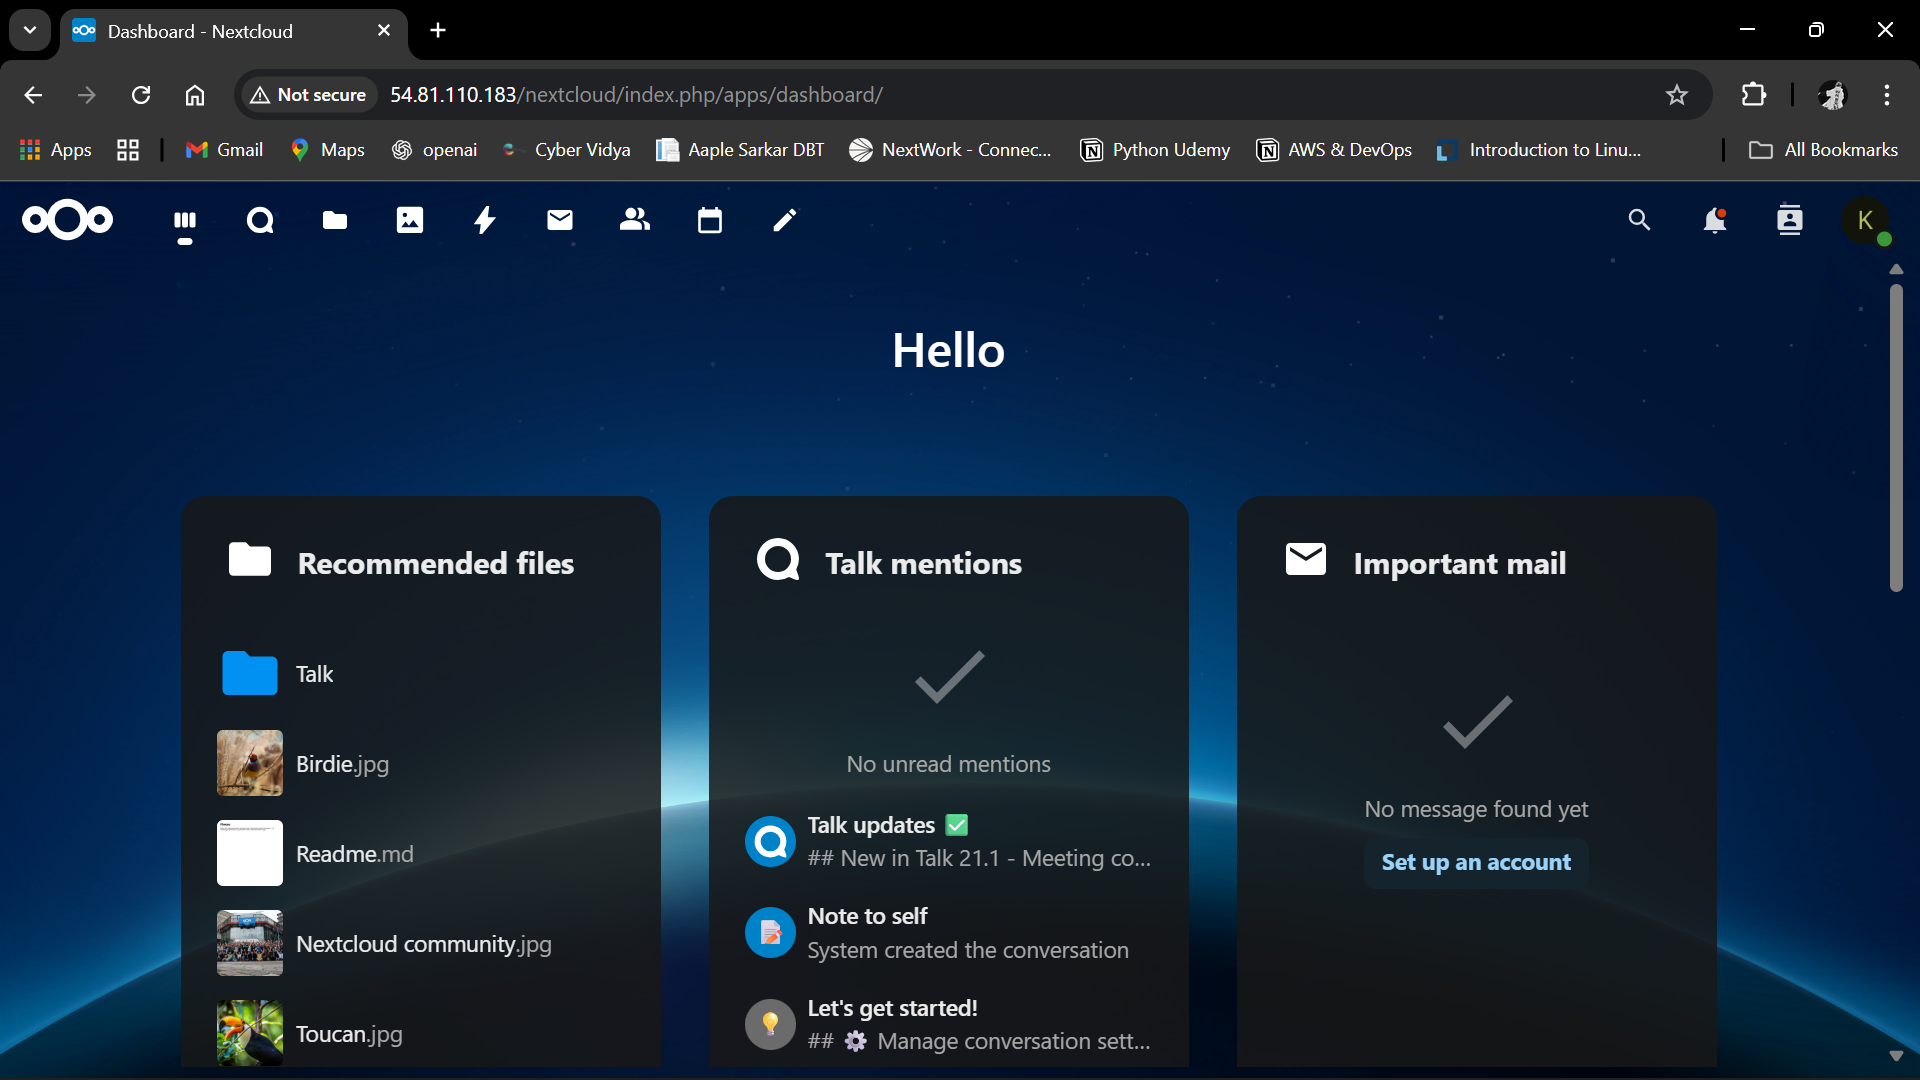 Dashboard - Nextcloud
Not secure 54.81.110.183/nextcloud/index.php/apps/dashboard/
Apps Gmail Maps openai Cyber Vidya Aaple Sarkar DBT NextWork - Connec... Python Udemy AWS & DevOps Introduction to Linu... All Bookmarks
K
Hello
Recommended files
Talk
Birdie.jpg
Readme.md
Nextcloud community.jpg
Toucan.jpg
Talk mentions
No unread mentions
Talk updates ✅
## New in Talk 21.1 - Meeting co...
Note to self
System created the conversation
Let's get started!
## ⚙️ Manage conversation sett...
Important mail
No message found yet
Set up an account